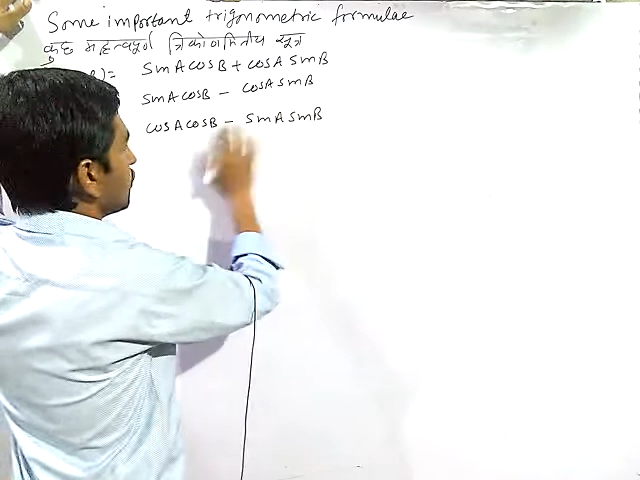 Some important trigonometric formulae
कुछ महत्वपूर्ण त्रिकोणमितीय सूत्र
)= sinAcosB + cosAsinB
sinAcosB - cosAsinB
cosAcosB - sinAsinB